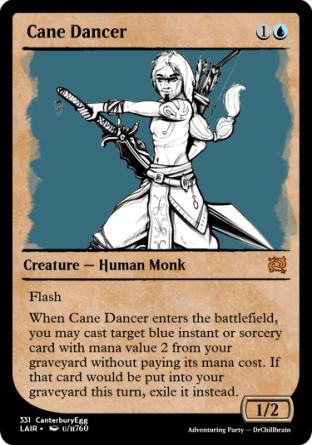 Cane Dancer 1
Creature — Human Monk
Flash
When Cane Dancer enters the battlefield,
you may cast target blue instant or sorcery
card with mana value 2 from your
graveyard without paying its mana cost. If
that card would be put into your
graveyard this turn, exile it instead.
1/2
331 CanterburyEgg
LAIR • u/H760 Adventuring Party — DrChillbrain